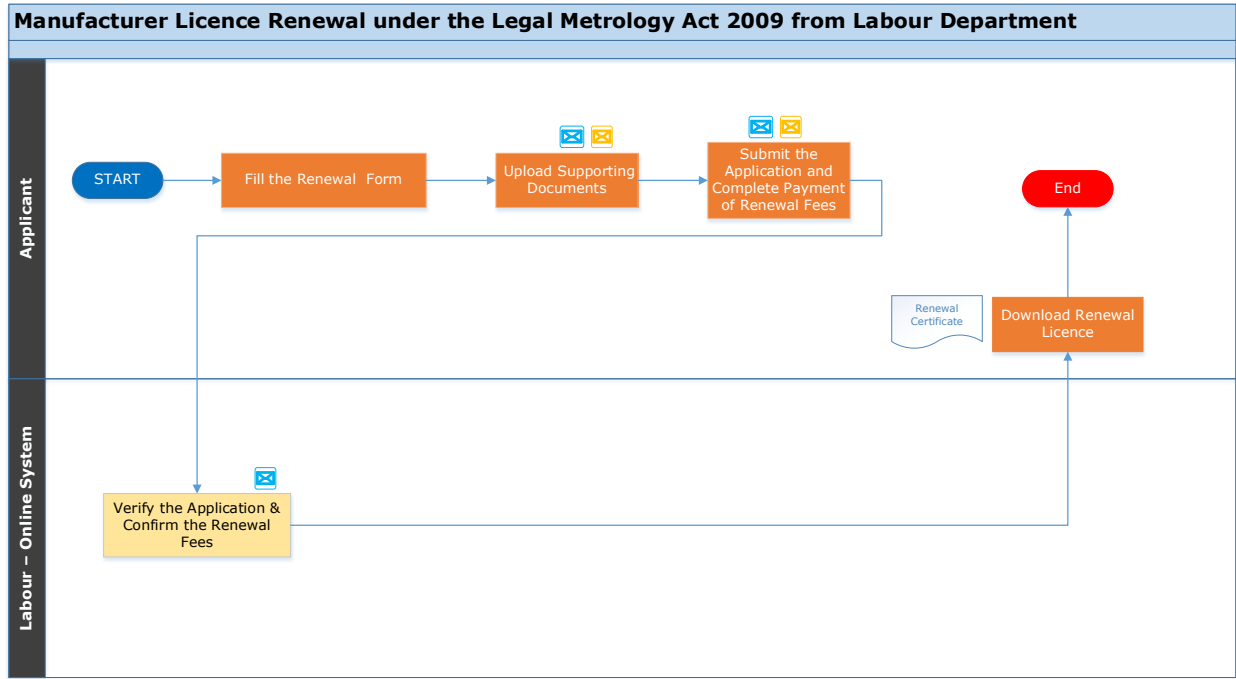 Manufacturer Licence Renewal under the Legal Metrology Act 2009 from Labour Department
Applicant
START
Fill the Renewal Form
Upload Supporting
Documents
Submit the
Application and
Complete Payment
of Renewal Fees
End
Renewal
Certificate
Download Renewal
Licence
Labour – Online System
Verify the Application &
Confirm the Renewal
Fees